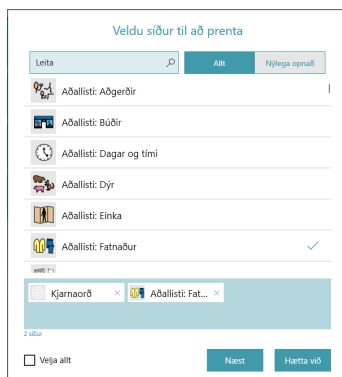 Veldu síður til að prenta
Leita
Allt
Nýlega opnað
Aðallisti: Aðgerðir
Aðallisti: Búðir
Aðallisti: Dagar og tími
Aðallisti: Dýr
Aðallisti: Einka
Aðallisti: Fatnaður
Kjarnaorð ×
Aðallisti: Fat... ×
2 síður
Velja allt
Næst
Hætta við